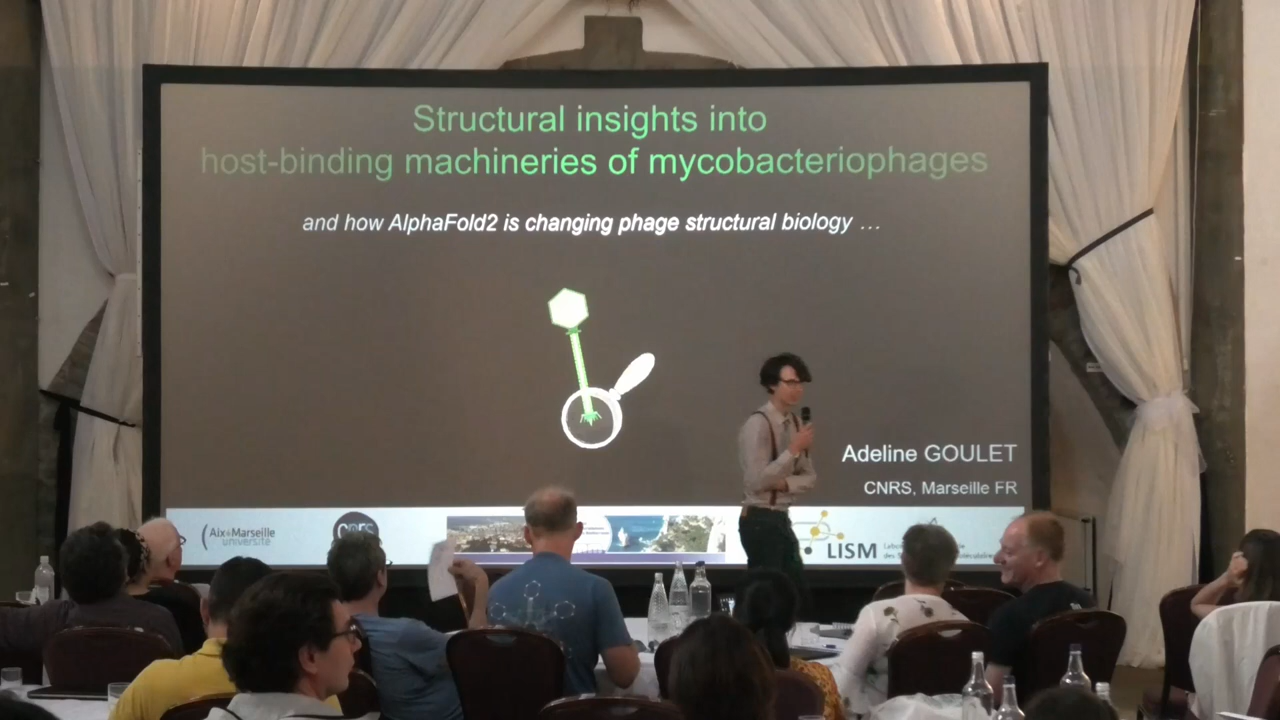 Structural insights into
host-binding machineries of mycobacteriophages
and how AlphaFold2 is changing phage structural biology ...
Adeline GOULET
CNRS, Marseille FR
Aix Marseille
université
cnrs
LISM